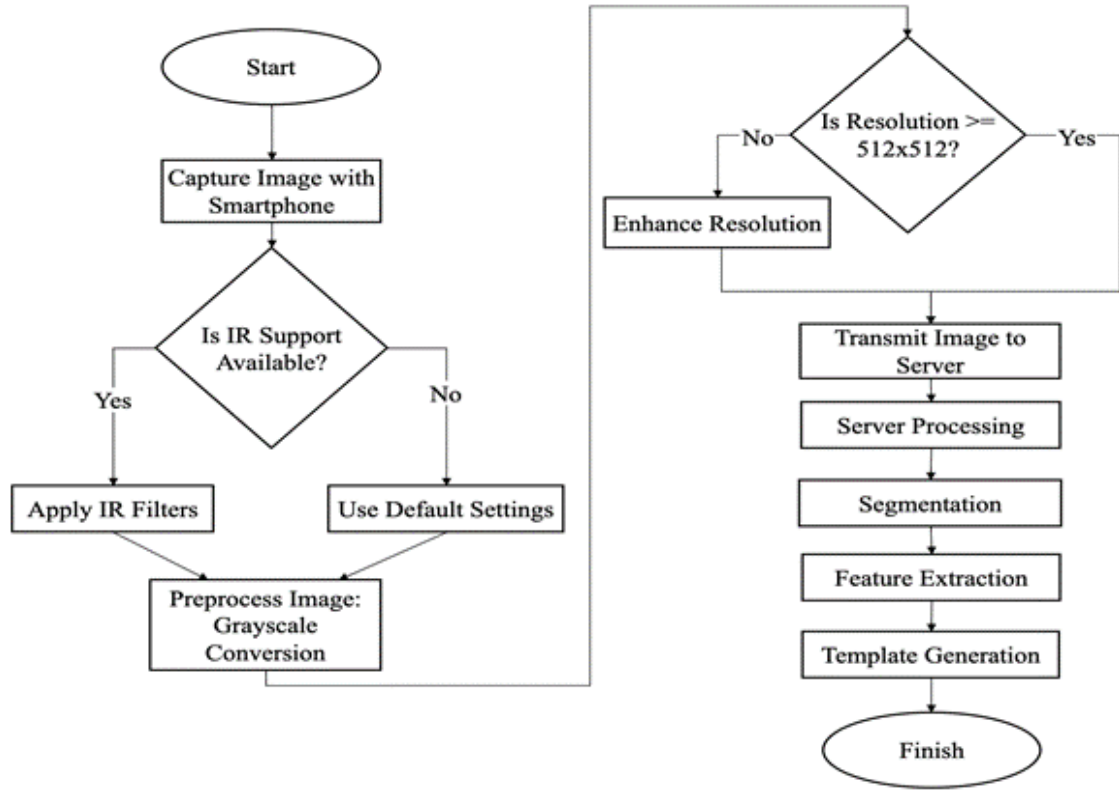 Start
Capture Image with
Smartphone
Is IR Support
Available?
Yes
No
Apply IR Filters
Use Default Settings
Preprocess Image:
Grayscale
Conversion
Is Resolution >=
512x512?
No
Yes
Enhance Resolution
Transmit Image to
Server
Server Processing
Segmentation
Feature Extraction
Template Generation
Finish